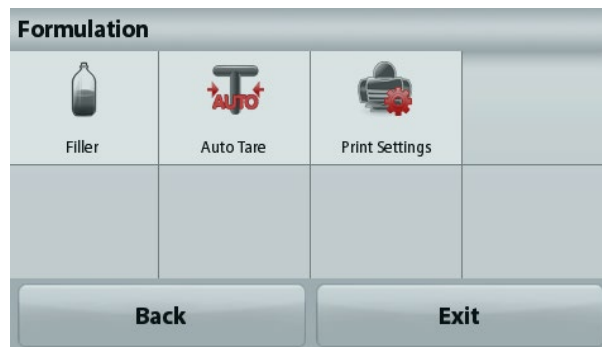 Formulation
AUTO
Filler
Auto Tare
Print Settings
Back
Exit